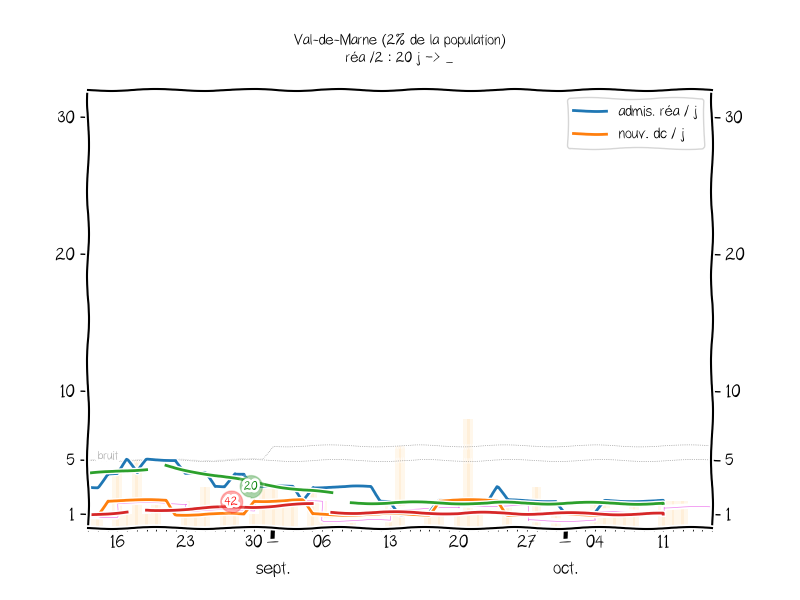 Val-de-Marne (2% de la population)
réa /2 : 20 j -> _
admis. réa / j
nouv. dc / j
30
30
20
20
10
10
5
5
1
1
bruit
20
42
16 23 30 06 13 20 27 04 11
sept. oct.